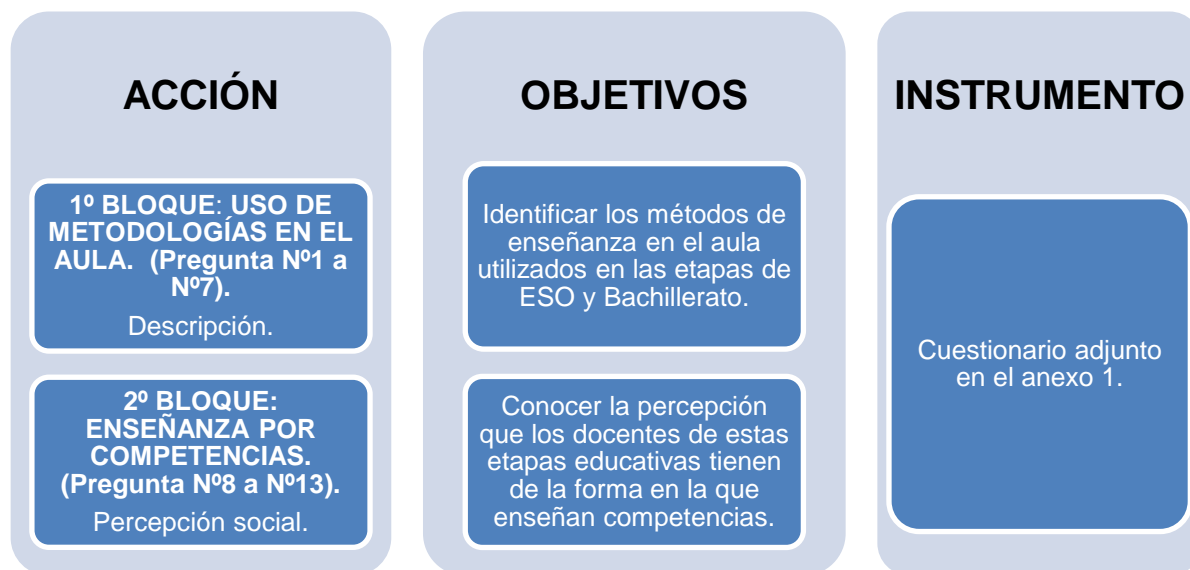 ACCIÓN
1º BLOQUE: USO DE
METODOLOGÍAS EN EL
AULA. (Pregunta Nº1 a
Nº7).
Descripción.
2º BLOQUE:
ENSEÑANZA POR
COMPETENCIAS.
(Pregunta Nº8 a Nº13).
Percepción social.
OBJETIVOS
Identificar los métodos de
enseñanza en el aula
utilizados en las etapas de
ESO y Bachillerato.
Conocer la percepción
que los docentes de estas
etapas educativas tienen
de la forma en la que
enseñan competencias.
INSTRUMENTO
Cuestionario adjunto
en el anexo 1.